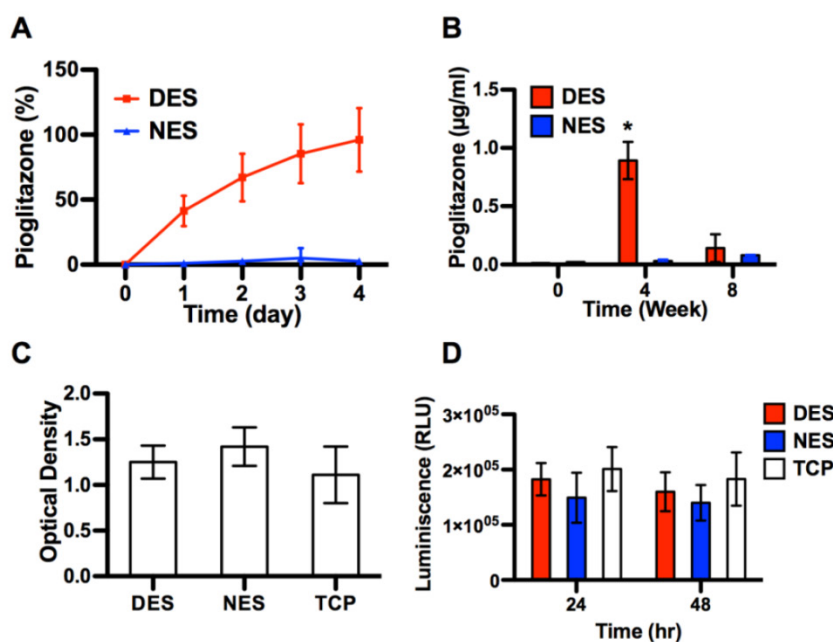 A
Pioglitazone (%)
150
100
50
0
DES
NES
0 1 2 3 4
Time (day)
B
Pioglitazone (µg/ml)
1.5
1.0
0.5
0.0
DES
NES
*
0 4 8
Time (Week)
C
Optical Density
2.0
1.5
1.0
0.5
0.0
DES NES TCP
D
Luminiscence (RLU)
3×10⁰⁵
2×10⁰⁵
1×10⁰⁵
0
DES
NES
TCP
24 48
Time (hr)